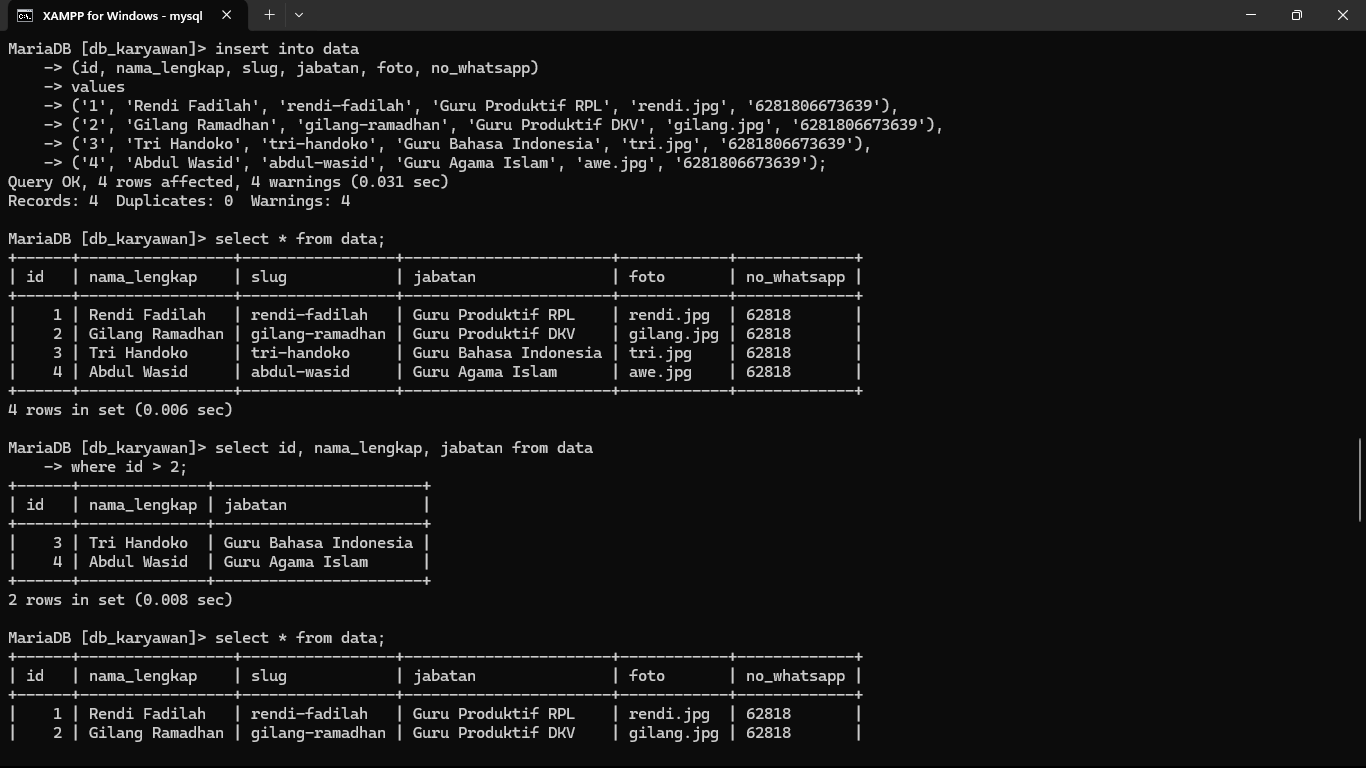 XAMPP for Windows - mysql
MariaDB [db_karyawan]> insert into data
    -> (id, nama_lengkap, slug, jabatan, foto, no_whatsapp)
    -> values
    -> ('1', 'Rendi Fadilah', 'rendi-fadilah', 'Guru Produktif RPL', 'rendi.jpg', '6281806673639'),
    -> ('2', 'Gilang Ramadhan', 'gilang-ramadhan', 'Guru Produktif DKV', 'gilang.jpg', '6281806673639'),
    -> ('3', 'Tri Handoko', 'tri-handoko', 'Guru Bahasa Indonesia', 'tri.jpg', '6281806673639'),
    -> ('4', 'Abdul Wasid', 'abdul-wasid', 'Guru Agama Islam', 'awe.jpg', '6281806673639');
Query OK, 4 rows affected, 4 warnings (0.031 sec)
Records: 4  Duplicates: 0  Warnings: 4
MariaDB [db_karyawan]> select * from data;
+------+-----------------+-----------------+-----------------------+------------+-------------+
| id   | nama_lengkap    | slug            | jabatan               | foto       | no_whatsapp |
+------+-----------------+-----------------+-----------------------+------------+-------------+
|    1 | Rendi Fadilah   | rendi-fadilah   | Guru Produktif RPL    | rendi.jpg  | 62818       |
|    2 | Gilang Ramadhan | gilang-ramadhan | Guru Produktif DKV    | gilang.jpg | 62818       |
|    3 | Tri Handoko     | tri-handoko     | Guru Bahasa Indonesia | tri.jpg    | 62818       |
|    4 | Abdul Wasid     | abdul-wasid     | Guru Agama Islam      | awe.jpg    | 62818       |
+------+-----------------+-----------------+-----------------------+------------+-------------+
4 rows in set (0.006 sec)
MariaDB [db_karyawan]> select id, nama_lengkap, jabatan from data
    -> where id > 2;
+------+--------------+-----------------------+
| id   | nama_lengkap | jabatan               |
+------+--------------+-----------------------+
|    3 | Tri Handoko  | Guru Bahasa Indonesia |
|    4 | Abdul Wasid  | Guru Agama Islam      |
+------+--------------+-----------------------+
2 rows in set (0.008 sec)
MariaDB [db_karyawan]> select * from data;
+------+-----------------+-----------------+-----------------------+------------+-------------+
| id   | nama_lengkap    | slug            | jabatan               | foto       | no_whatsapp |
+------+-----------------+-----------------+-----------------------+------------+-------------+
|    1 | Rendi Fadilah   | rendi-fadilah   | Guru Produktif RPL    | rendi.jpg  | 62818       |
|    2 | Gilang Ramadhan | gilang-ramadhan | Guru Produktif DKV    | gilang.jpg | 62818       |